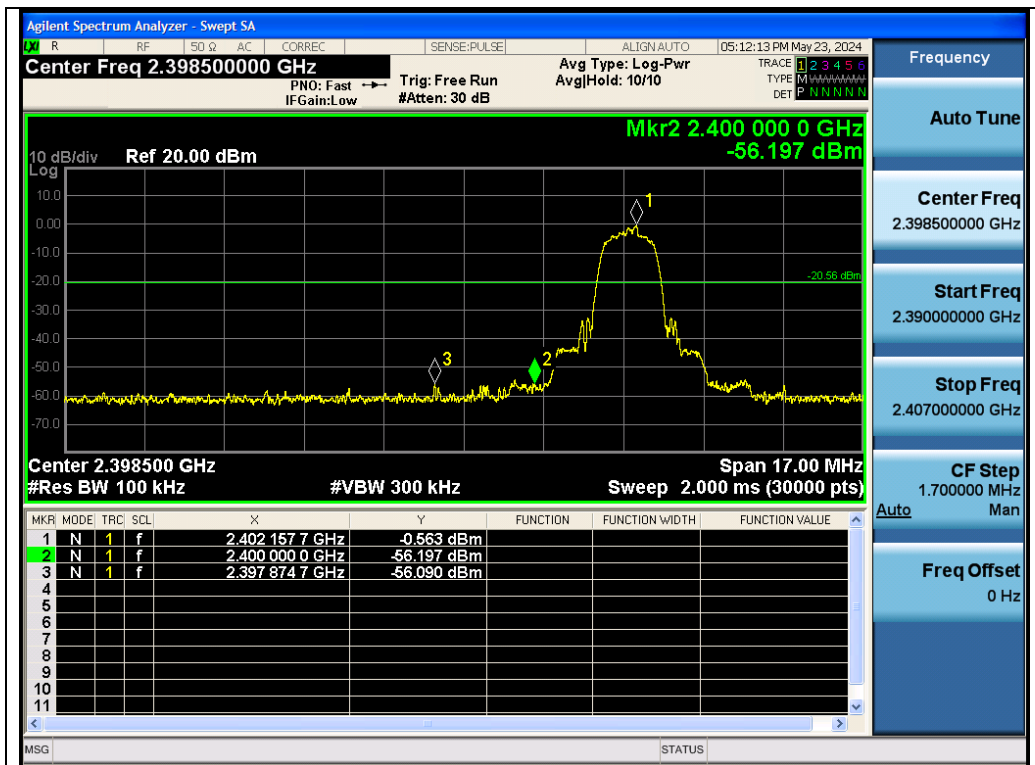 Agilent Spectrum Analyzer - Swept SA
LXI R RF 50 Ω AC CORREC SENSE:PULSE ALIGN AUTO 05:12:13 PM May 23, 2024
Center Freq 2.398500000 GHz
PNO: Fast
IFGain:Low
Trig: Free Run
#Atten: 30 dB
Avg Type: Log-Pwr
Avg|Hold: 10/10
TRACE 1 2 3 4 5 6
TYPE M
DET P N N N N N
Mkr2 2.400 000 0 GHz
-56.197 dBm
10 dB/div Ref 20.00 dBm
Log
10.0
0.00
-10.0
-20.0
-30.0
-40.0
-50.0
-60.0
-70.0
1
-20.56 dBm
3
2
Center 2.398500 GHz Span 17.00 MHz
#Res BW 100 kHz #VBW 300 kHz Sweep 2.000 ms (30000 pts)
MKR MODE TRC SCL X Y FUNCTION FUNCTION WIDTH FUNCTION VALUE
1 N 1 f 2.402 157 7 GHz -0.563 dBm
2 N 1 f 2.400 000 0 GHz -56.197 dBm
3 N 1 f 2.397 874 7 GHz -56.090 dBm
4
5
6
7
8
9
10
11
MSG STATUS
Frequency
Auto Tune
Center Freq
2.398500000 GHz
Start Freq
2.390000000 GHz
Stop Freq
2.407000000 GHz
CF Step
1.700000 MHz
Auto Man
Freq Offset
0 Hz